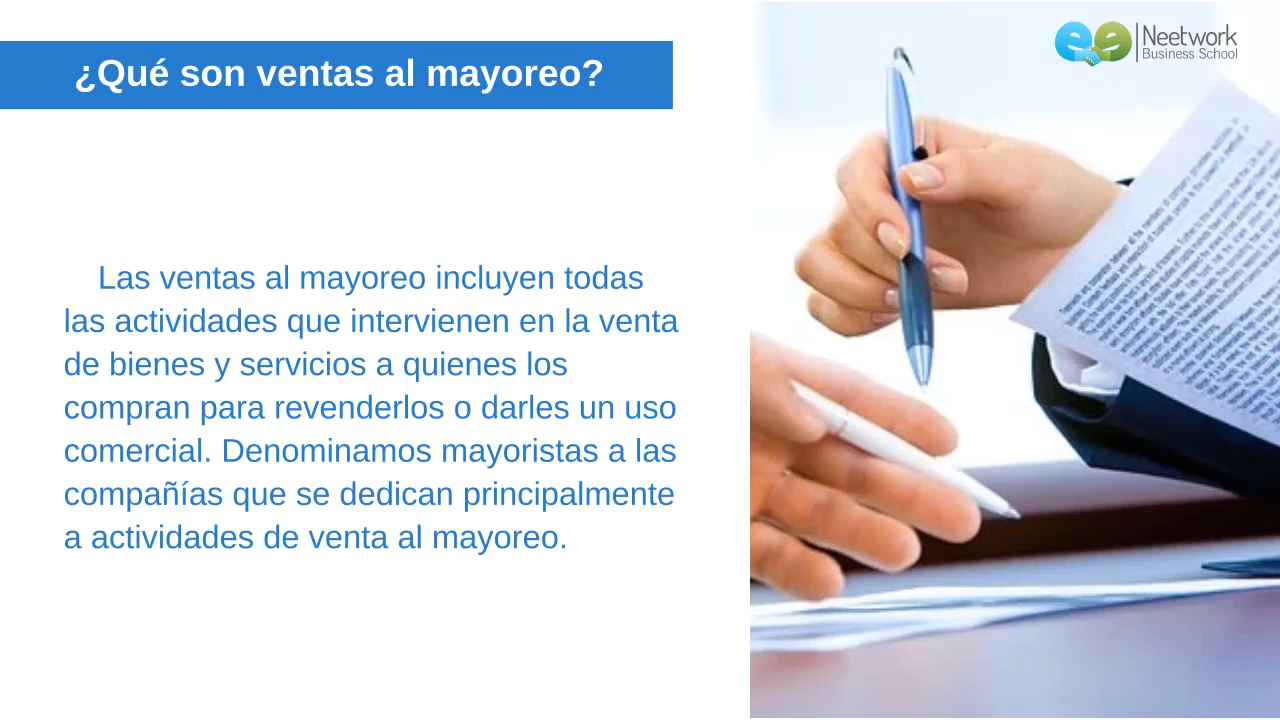 ¿Qué son ventas al mayoreo?
Neetwork
Business School
Las ventas al mayoreo incluyen todas
las actividades que intervienen en la venta
de bienes y servicios a quienes los
compran para revenderlos o darles un uso
comercial. Denominamos mayoristas a las
compañías que se dedican principalmente
a actividades de venta al mayoreo.